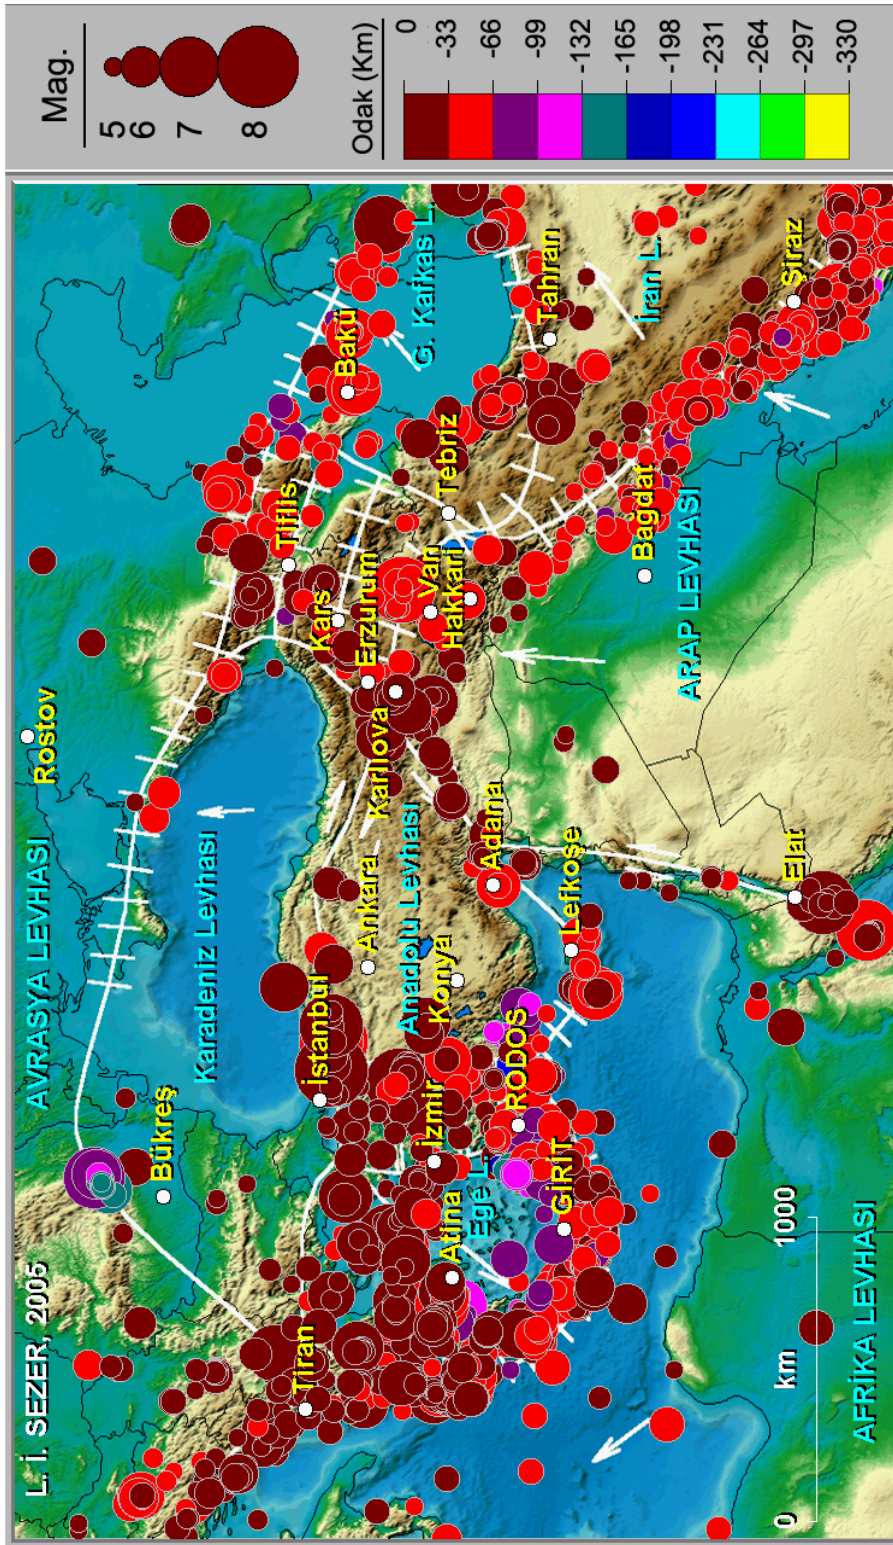 L. İ. SEZER, 2005
AVRASYA LEVHASI
Rostov
Bükreş
Karadeniz Levhası
Tiran
İstanbul
Ankara
Anadolu Levhası
Konya
Karlıova
Erzurum
Kars
Tiflis
Bakü
G. Kafkas L.
Van
Hakkari
Tebriz
Tahran
İran L.
Atina
Ege L.
İzmir
RODOS
GİRİT
Adana
Lefkoşe
Bağdat
ARAP LEVHASI
Şiraz
Elat
AFRİKA LEVHASI
0 km 1000
Mag.
5
6
7
8
Odak (Km)
0
-33
-66
-99
-132
-165
-198
-231
-264
-297
-330